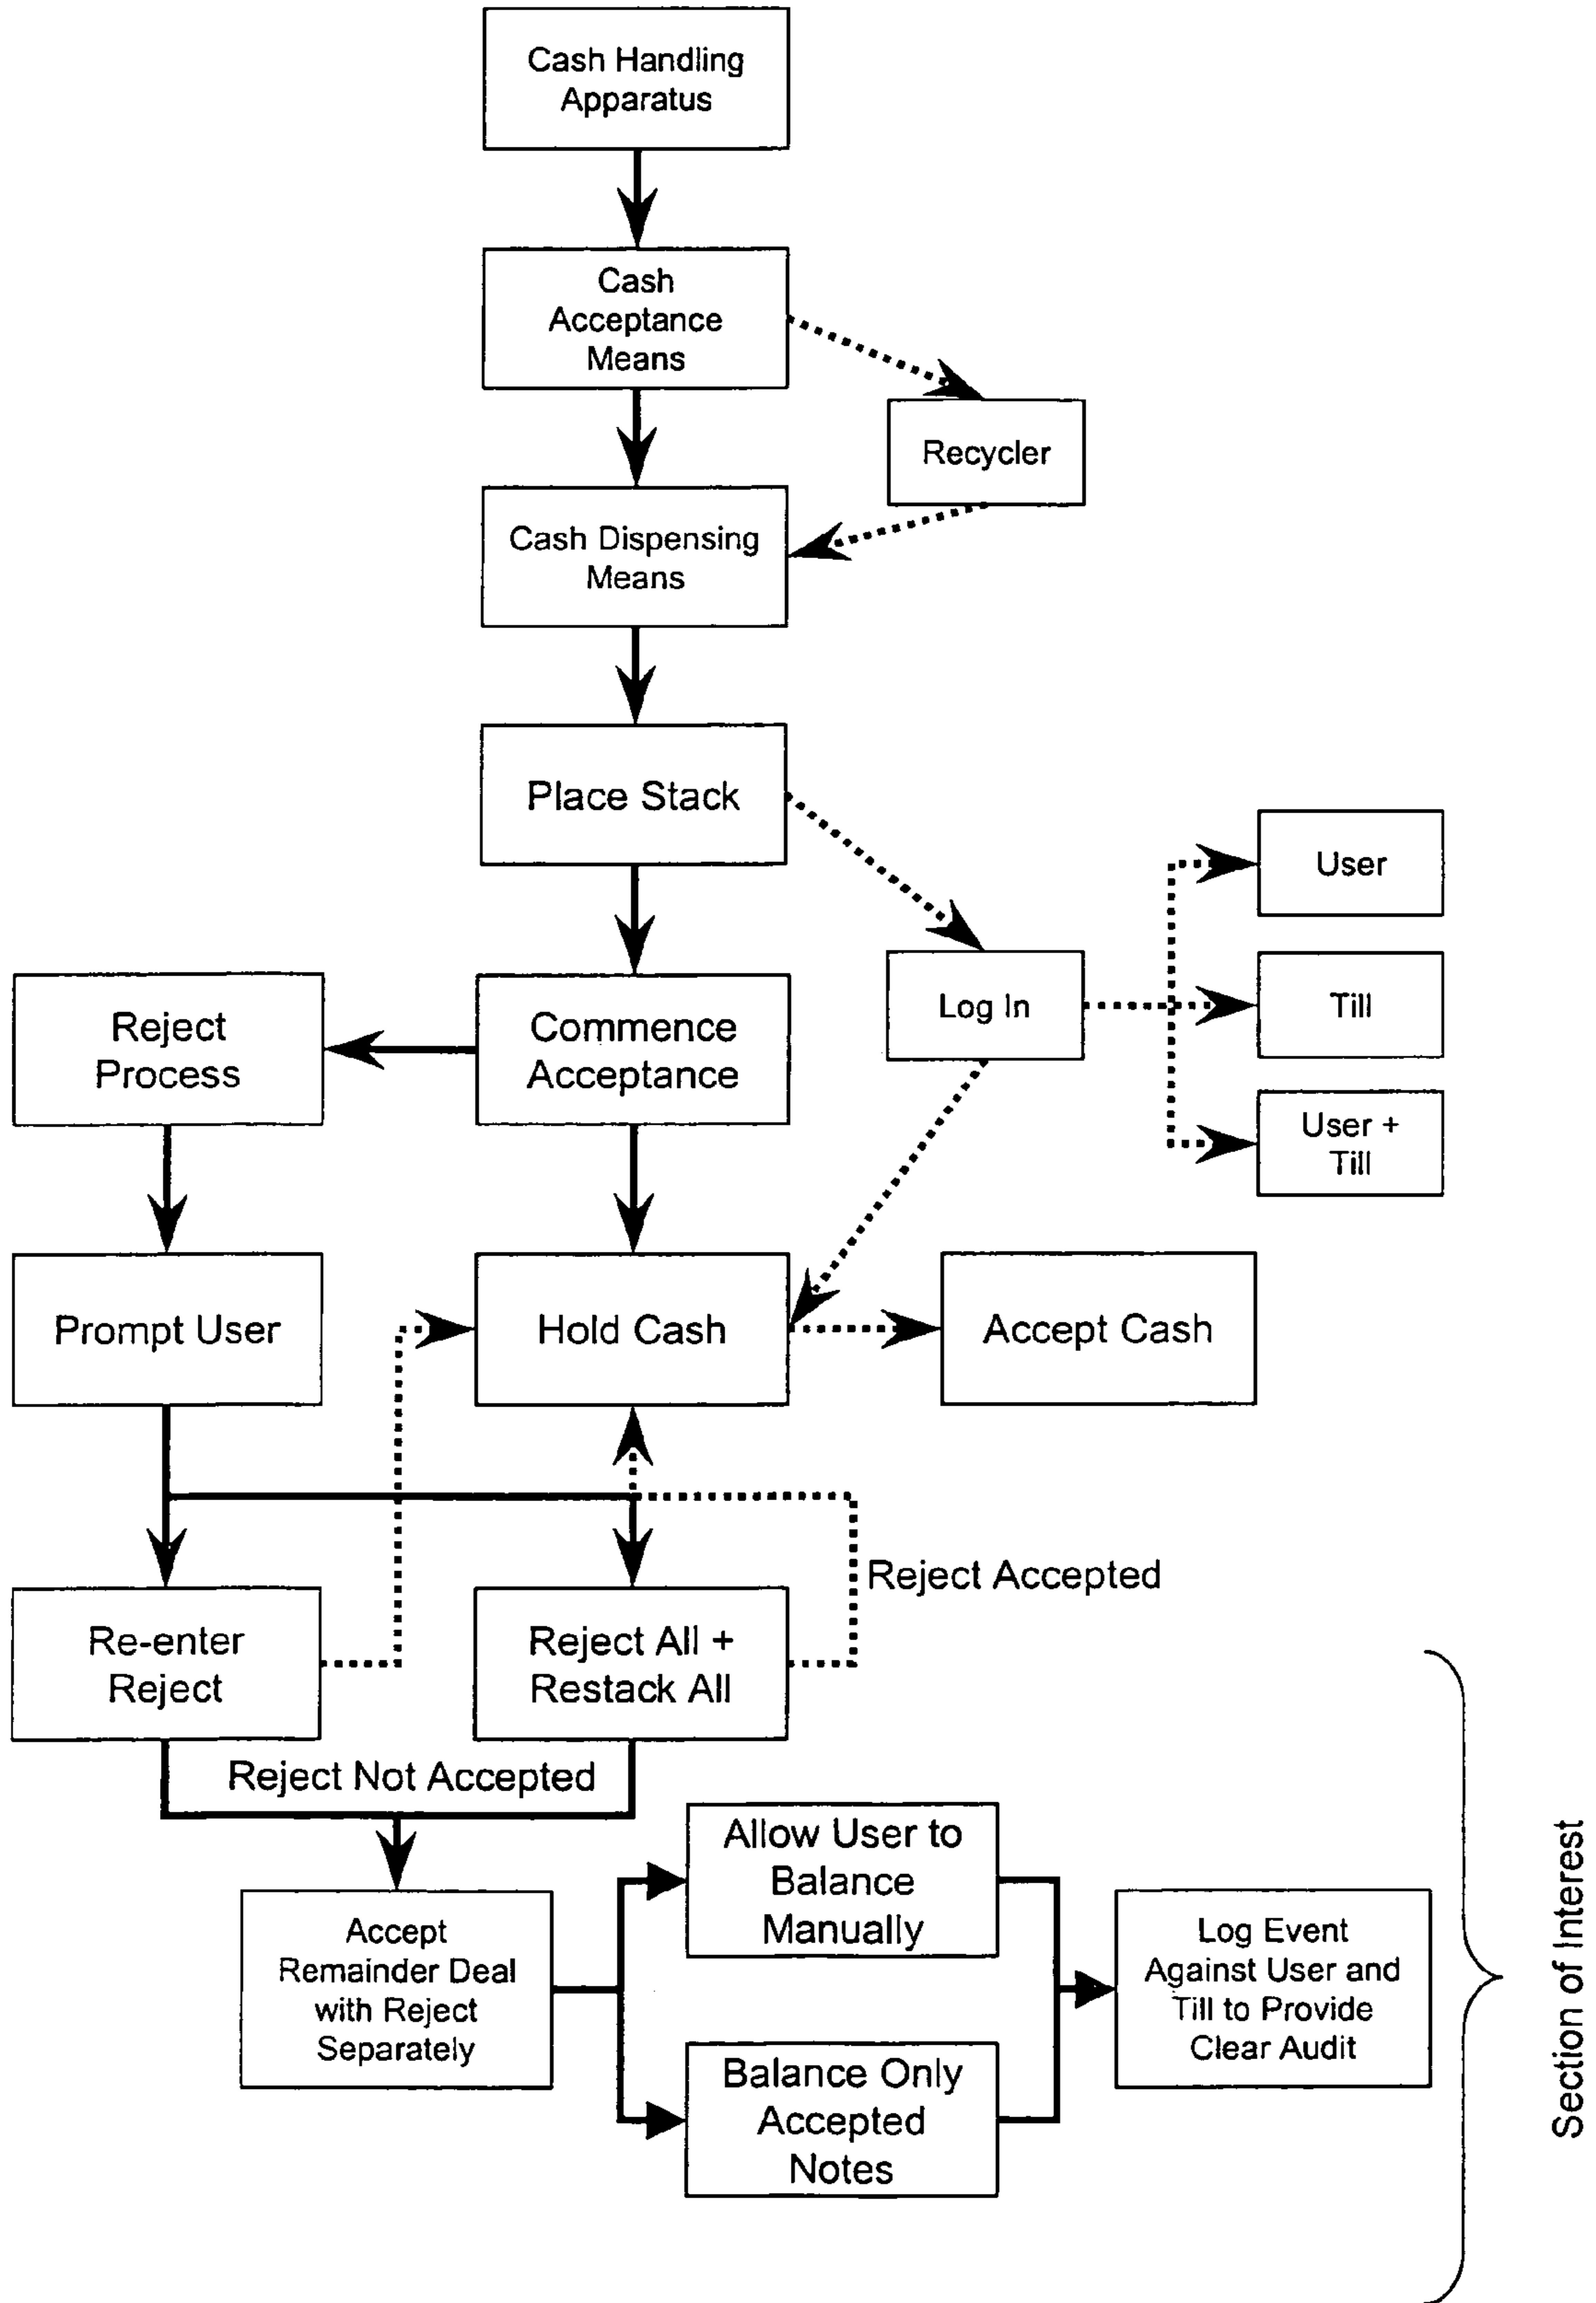 Cash Handling
Apparatus
Cash
Acceptance
Means
Recycler
Cash Dispensing
Means
Place Stack
User
Log In
Till
Reject
Process
Commence
Acceptance
User +
Till
Prompt User
Hold Cash
Accept Cash
Reject Accepted
Re-enter
Reject
Reject All +
Restack All
Reject Not Accepted
Allow User to
Balance
Manually
Accept
Remainder Deal
with Reject
Separately
Log Event
Against User and
Till to Provide
Clear Audit
Balance Only
Accepted
Notes
Section of Interest